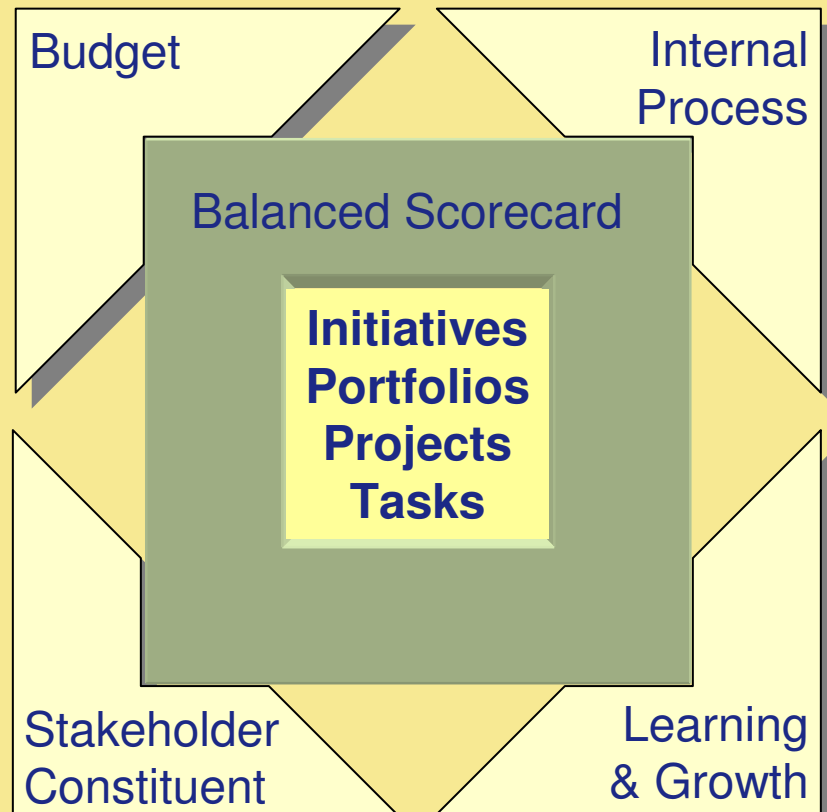 Budget
Internal
Process
Balanced Scorecard
Initiatives
Portfolios
Projects
Tasks
Stakeholder
Constituent
Learning
& Growth